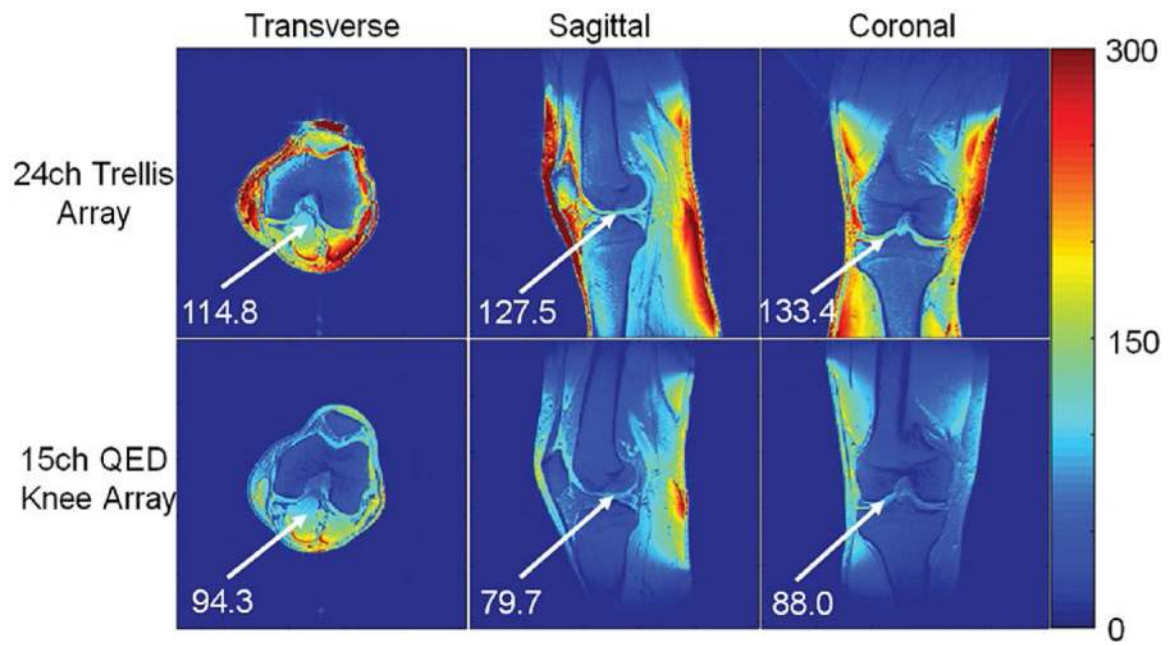 Transverse Sagittal Coronal
300
24ch Trellis
Array
114.8 127.5 133.4
150
15ch QED
Knee Array
94.3 79.7 88.0
0